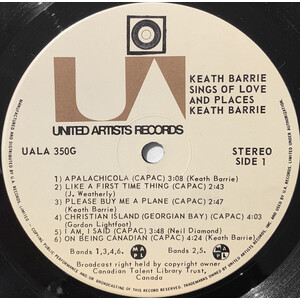 UA
KEATH BARRIE
SINGS OF LOVE
AND PLACES
KEATH BARRIE
UNITED ARTISTS RECORDS
UALA 350G
STEREO
SIDE 1
1) APALACHICOLA (CAPAC) 3:08 (Keath Barrie)
2) LIKE A FIRST TIME THING (CAPAC) 2:43
(J. Weatherly)
3) PLEASE BUY ME A PLANE (CAPAC) 2:47
(Keath Barrie)
4) CHRISTIAN ISLAND (GEORGIAN BAY) (CAPAC) 4:03
(Gordon Lightfoot)
5) I AM, I SAID (CAPAC) 3:48 (Neil Diamond)
6) ON BEING CANADIAN (CAPAC) 4:24 (Keath Barrie)
Bands 1,3,4,6.
Bands 2,5.
Broadcast right held by copyright owner
Canadian Talent Library Trust,
Canada